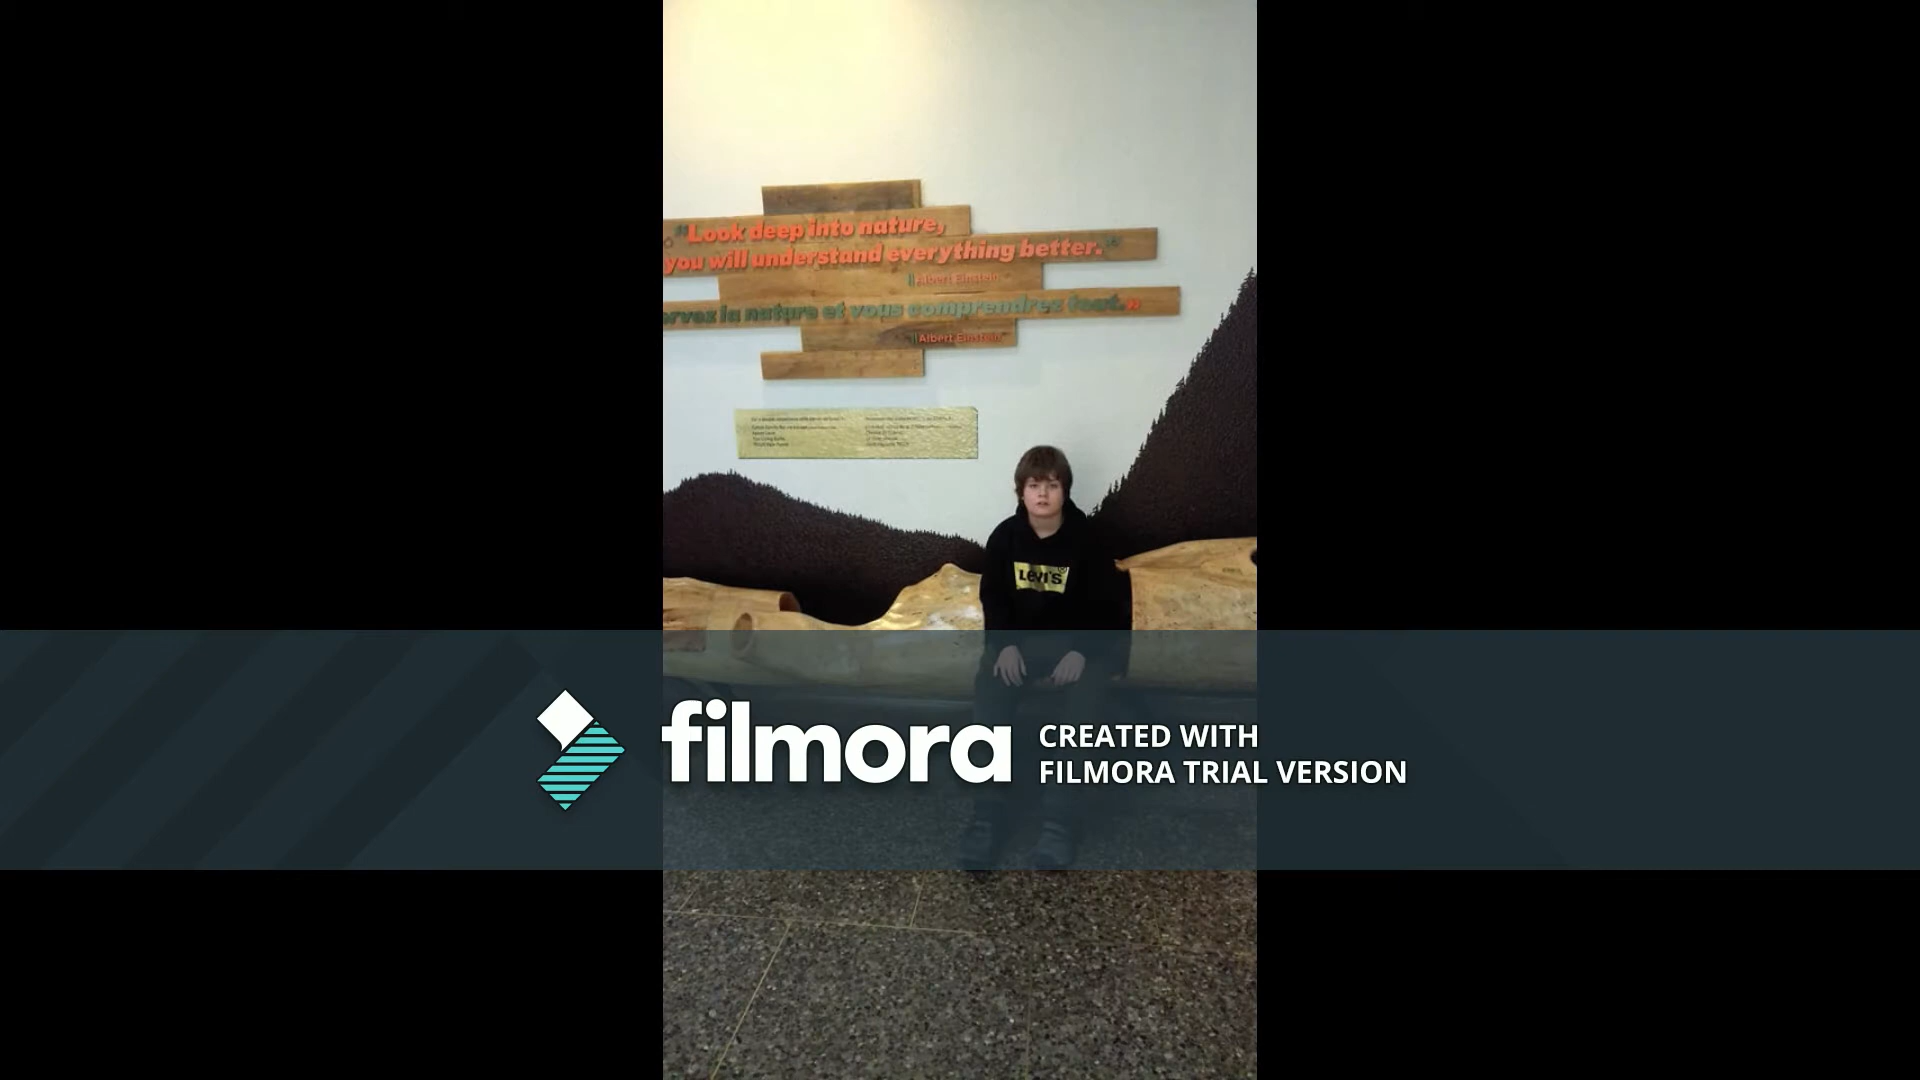 "Look deep into nature,
you will understand everything better."
Albert Einstein
rvez la nature et vous comprendrez tout.»
Albert Einstein
Levi's
filmora
CREATED WITH
FILMORA TRIAL VERSION